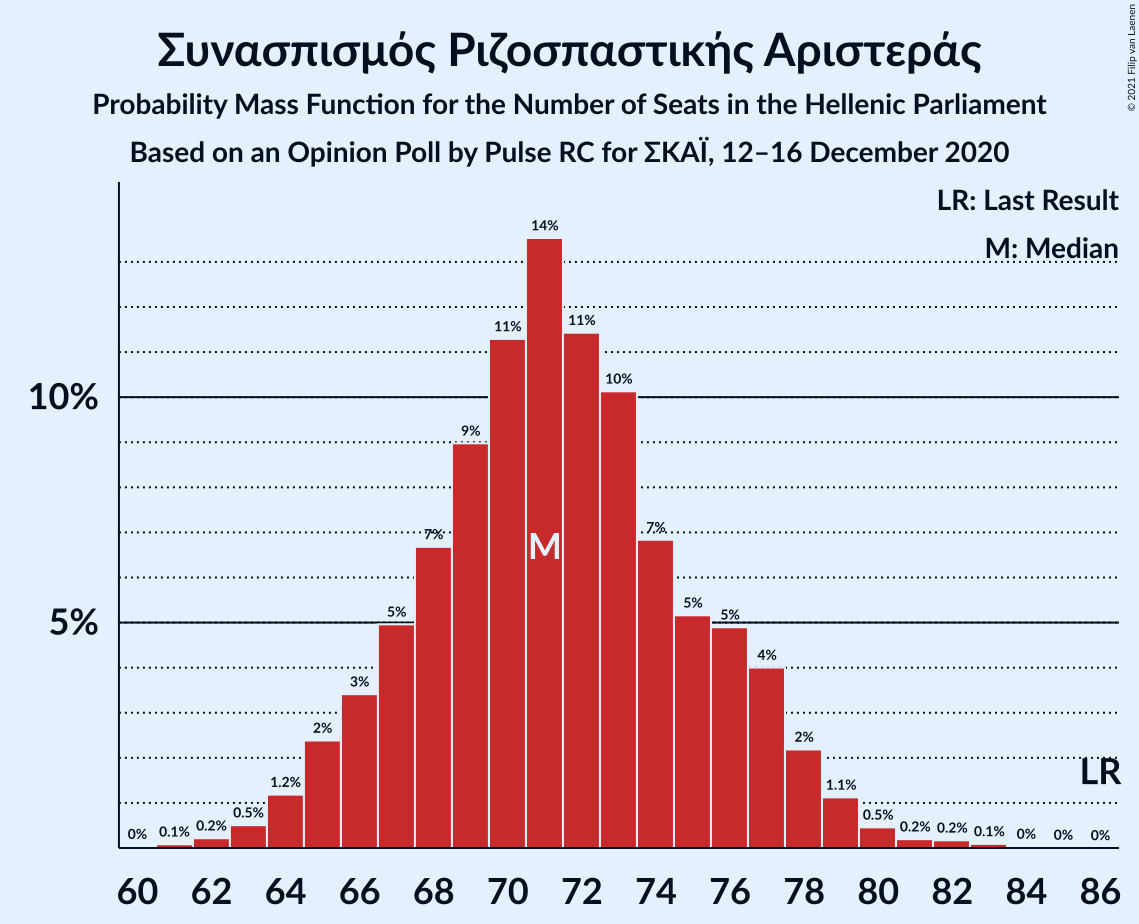 Συνασπισμός Ριζοσπαστικής Αριστεράς
Probability Mass Function for the Number of Seats in the Hellenic Parliament
Based on an Opinion Poll by Pulse RC for ΣΚΑΪ, 12–16 December 2020
© 2021 Filip van Laenen
LR: Last Result
M: Median
14%
11%
11%
10%
10%
9%
7%
7%
M
5%
5%
5%
5%
4%
3%
2%
2%
LR
1.2%
1.1%
0.5%
0.5%
0% 0.1% 0.2% 0.2% 0.2% 0.1% 0% 0% 0%
60 62 64 66 68 70 72 74 76 78 80 82 84 86